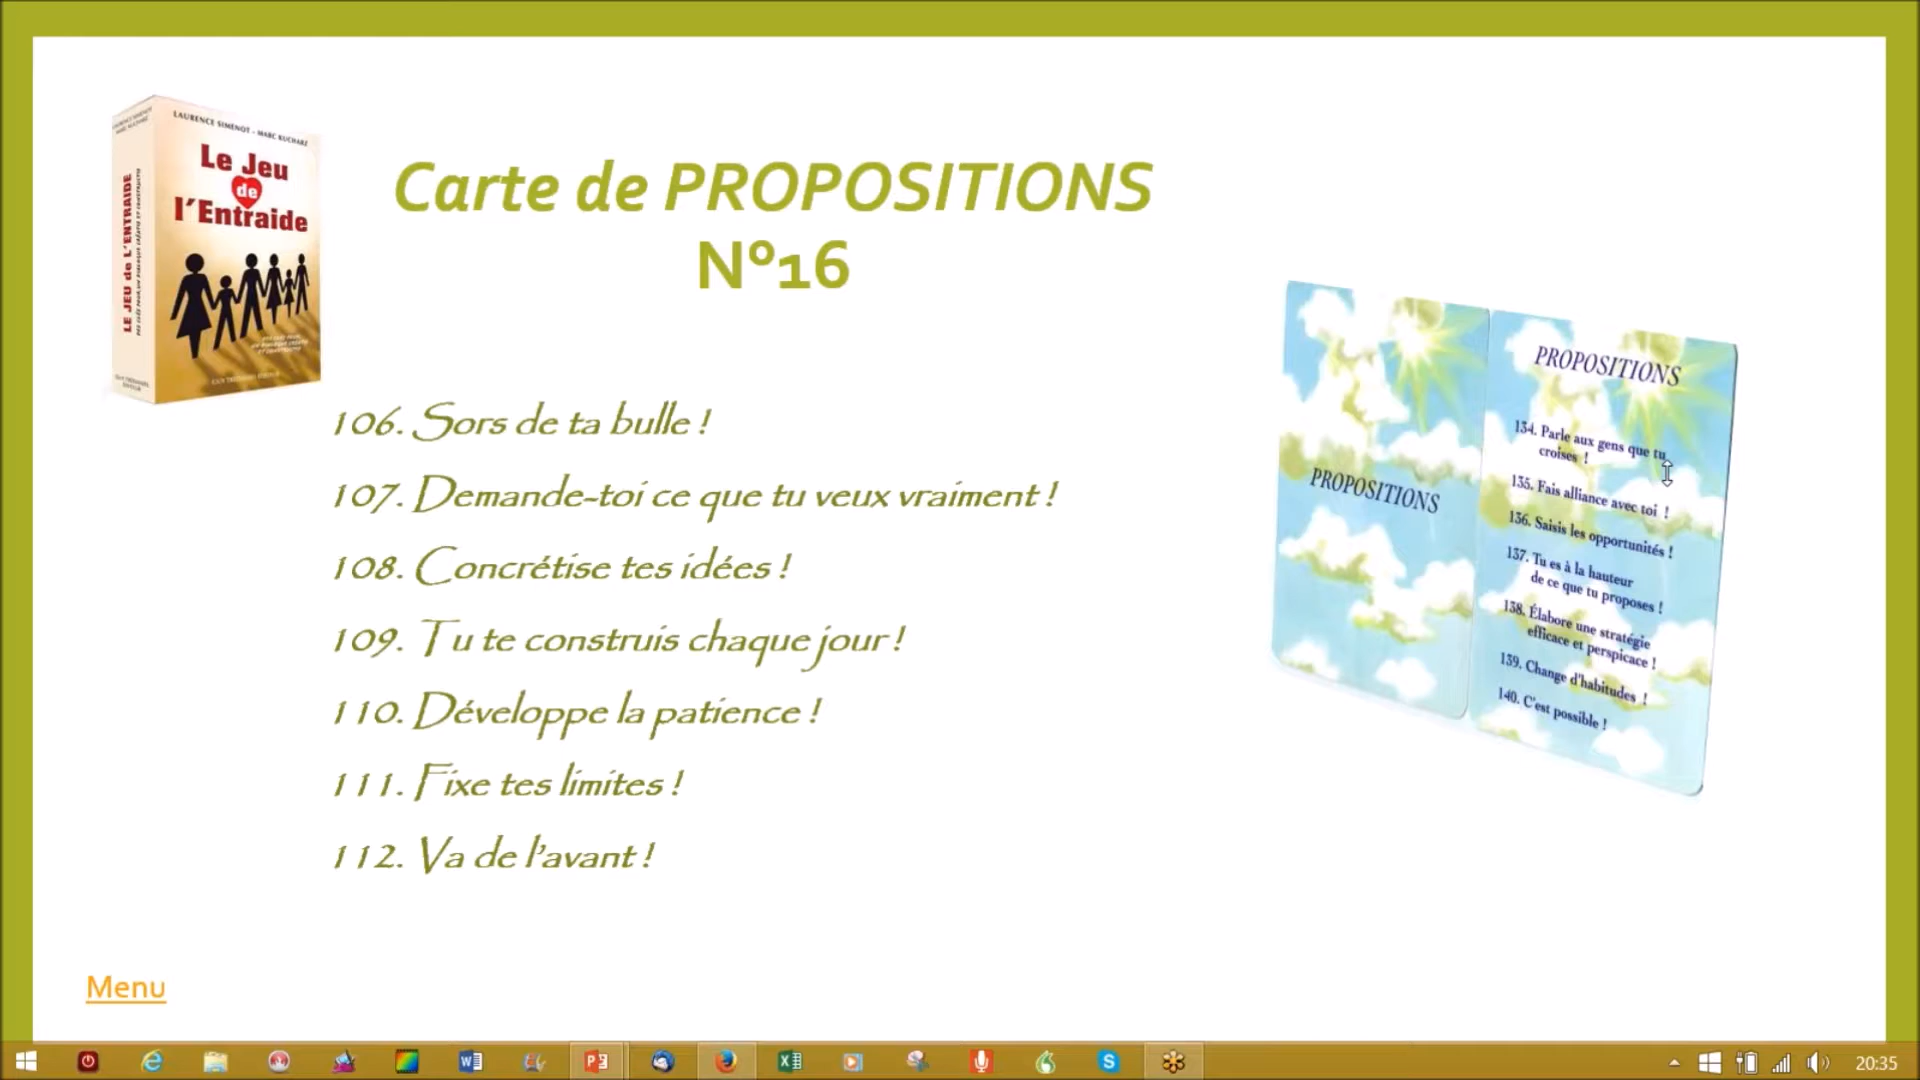 LAURENCE SIMENOT - MARC KUCHARZ
Le Jeu
de
l'Entraide
LE JEU de L'ENTRAIDE
Carte de PROPOSITIONS
N°16
106. Sors de ta bulle !
107. Demande-toi ce que tu veux vraiment !
108. Concrétise tes idées !
109. Tu te construis chaque jour !
110. Développe la patience !
111. Fixe tes limites !
112. Va de l'avant !
PROPOSITIONS
PROPOSITIONS
134. Parle aux gens que tu
croises !
135. Fais alliance avec toi !
136. Saisis les opportunités !
137. Tu es à la hauteur
de ce que tu proposes !
138. Élabore une stratégie
efficace et perspicace !
139. Change d'habitudes !
140. C'est possible !
Menu
20:35